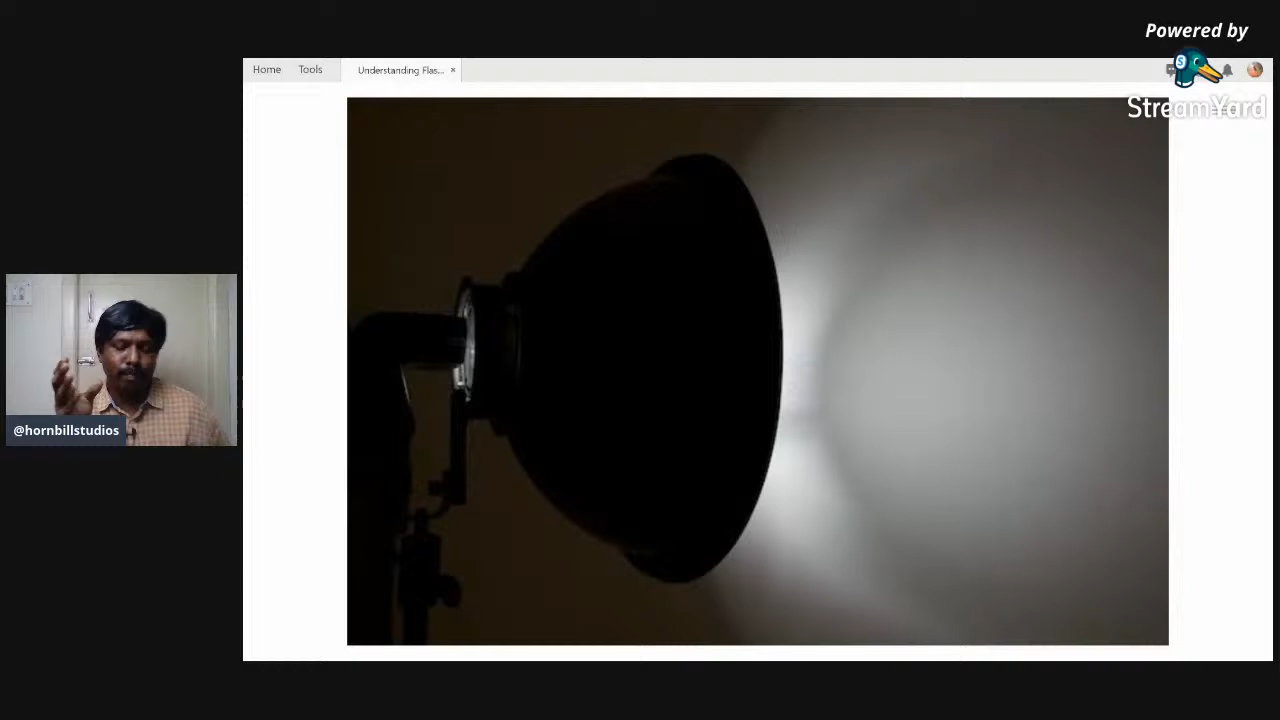 Powered by
StreamYard
Home Tools Understanding Flas... ×
@hornbillstudios